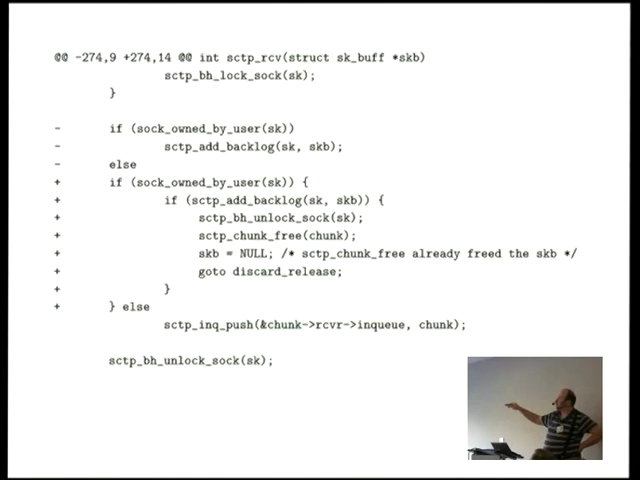 @@ -274,9 +274,14 @@ int sctp_rcv(struct sk_buff *skb)
                sctp_bh_lock_sock(sk);
        }

-       if (sock_owned_by_user(sk))
-               sctp_add_backlog(sk, skb);
-       else
+       if (sock_owned_by_user(sk)) {
+               if (sctp_add_backlog(sk, skb)) {
+                       sctp_bh_unlock_sock(sk);
+                       sctp_chunk_free(chunk);
+                       skb = NULL; /* sctp_chunk_free already freed the skb */
+                       goto discard_release;
+               }
+       } else
                sctp_inq_push(&chunk->rcvr->inqueue, chunk);

        sctp_bh_unlock_sock(sk);